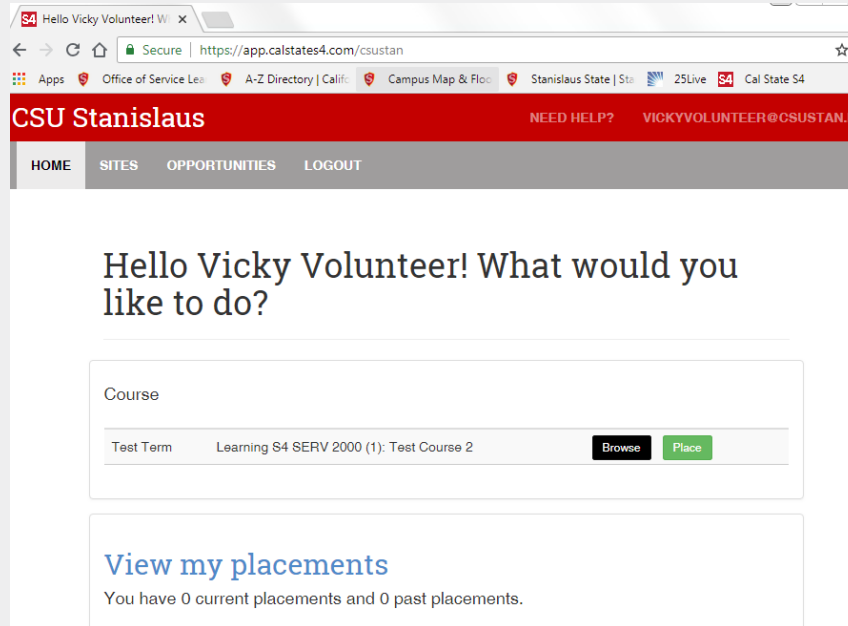 S4 Hello Vicky Volunteer! W
Secure https://app.calstates4.com/csustan
Apps Office of Service Lea A-Z Directory | Califo Campus Map & Floo Stanislaus State | Sta 25Live S4 Cal State S4
CSU Stanislaus NEED HELP? VICKYVOLUNTEER@CSUSTAN.
HOME SITES OPPORTUNITIES LOGOUT
Hello Vicky Volunteer! What would you
like to do?
Course
Test Term Learning S4 SERV 2000 (1): Test Course 2 Browse Place
View my placements
You have 0 current placements and 0 past placements.